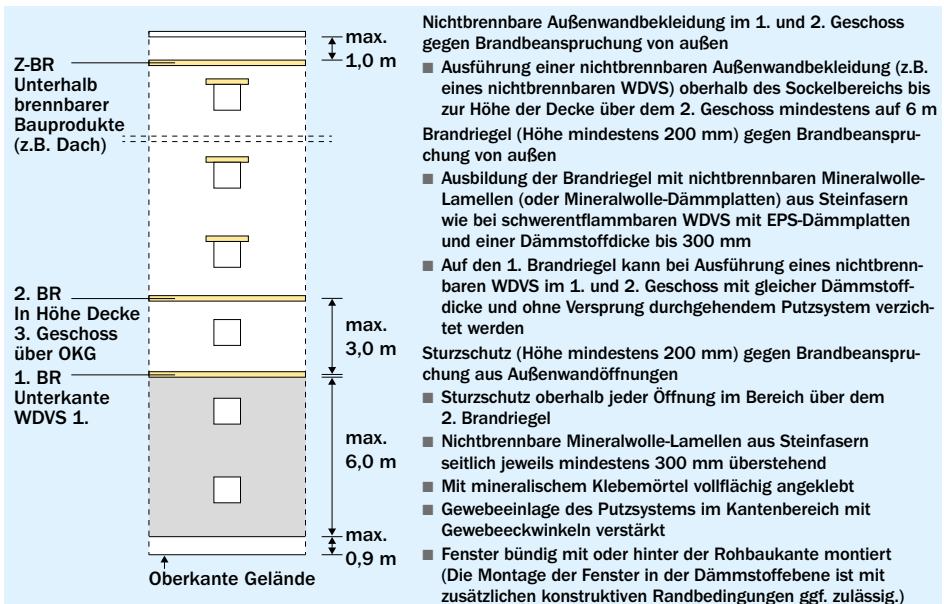 Z-BR
Unterhalb
brennbarer
Bauprodukte
(z.B. Dach)
max.
1,0 m
2. BR
In Höhe Decke
3. Geschoss
über OKG
max.
3,0 m
1. BR
Unterkante
WDVS 1.
max.
6,0 m
max.
0,9 m
Oberkante Gelände
Nichtbrennbare Außenwandbekleidung im 1. und 2. Geschoss
gegen Brandbeanspruchung von außen
■ Ausführung einer nichtbrennbaren Außenwandbekleidung (z.B.
eines nichtbrennbaren WDVS) oberhalb des Sockelbereichs bis
zur Höhe der Decke über dem 2. Geschoss mindestens auf 6 m
Brandriegel (Höhe mindestens 200 mm) gegen Brandbeanspru-
chung von außen
■ Ausbildung der Brandriegel mit nichtbrennbaren Mineralwolle-
Lamellen (oder Mineralwolle-Dämmplatten) aus Steinfasern
wie bei schwerentflammbaren WDVS mit EPS-Dämmplatten
und einer Dämmstoffdicke bis 300 mm
■ Auf den 1. Brandriegel kann bei Ausführung eines nichtbrenn-
baren WDVS im 1. und 2. Geschoss mit gleicher Dämmstoff-
dicke und ohne Versprung durchgehendem Putzsystem verzich-
tet werden
Sturzschutz (Höhe mindestens 200 mm) gegen Brandbeanspru-
chung aus Außenwandöffnungen
■ Sturzschutz oberhalb jeder Öffnung im Bereich über dem
2. Brandriegel
■ Nichtbrennbare Mineralwolle-Lamellen aus Steinfasern
seitlich jeweils mindestens 300 mm überstehend
■ Mit mineralischem Klebemörtel vollflächig angeklebt
■ Gewebeeinlage des Putzsystems im Kantenbereich mit
Gewebeeckwinkeln verstärkt
■ Fenster bündig mit oder hinter der Rohbaukante montiert
(Die Montage der Fenster in der Dämmstoffebene ist mit
zusätzlichen konstruktiven Randbedingungen ggf. zulässig.)